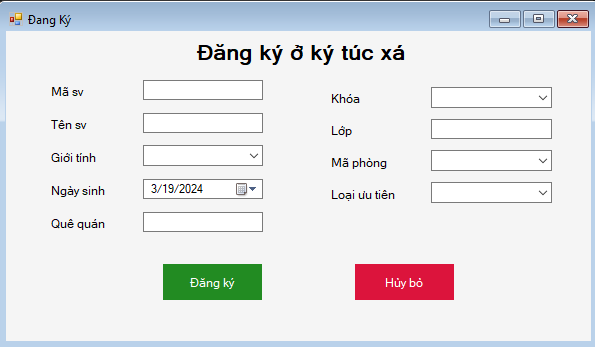 Đang Ký
Đăng ký ở ký túc xá
Mã sv
Tên sv
Giới tính
Ngày sinh
3/19/2024
Quê quán
Khóa
Lớp
Mã phòng
Loại ưu tiên
Đăng ký
Hủy bỏ